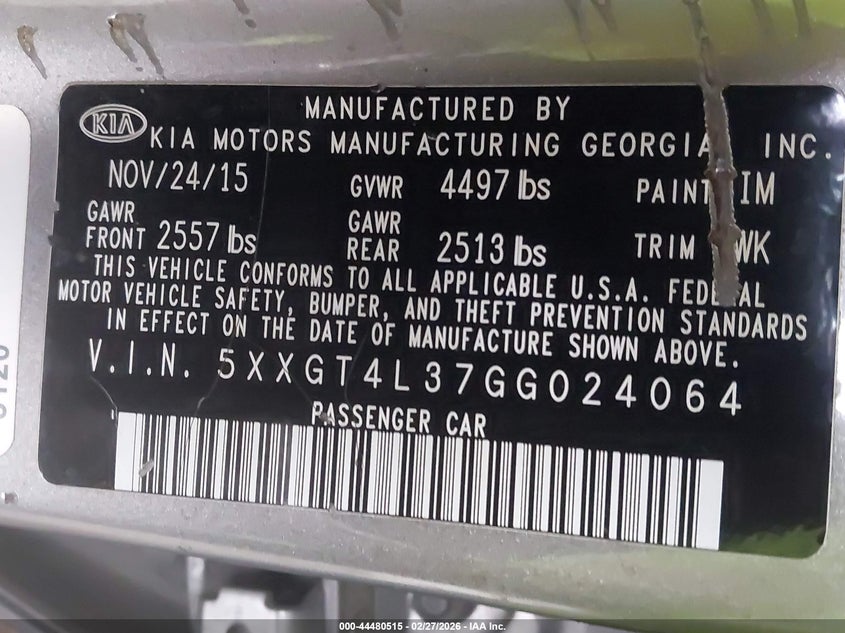 MANUFACTURED BY
KIA KIA MOTORS MANUFACTURING GEORGIA INC.
NOV/24/15 GVWR 4497 lbs PAINT IM
GAWR FRONT 2557 lbs GAWR REAR 2513 lbs TRIM WK
THIS VEHICLE CONFORMS TO ALL APPLICABLE U.S.A. FEDERAL
MOTOR VEHICLE SAFETY, BUMPER, AND THEFT PREVENTION STANDARDS
IN EFFECT ON THE DATE OF MANUFACTURE SHOWN ABOVE.
V.I.N. 5XXGT4L37GG024064
PASSENGER CAR
000-44480515 - 02/27/2026 - IAA Inc.